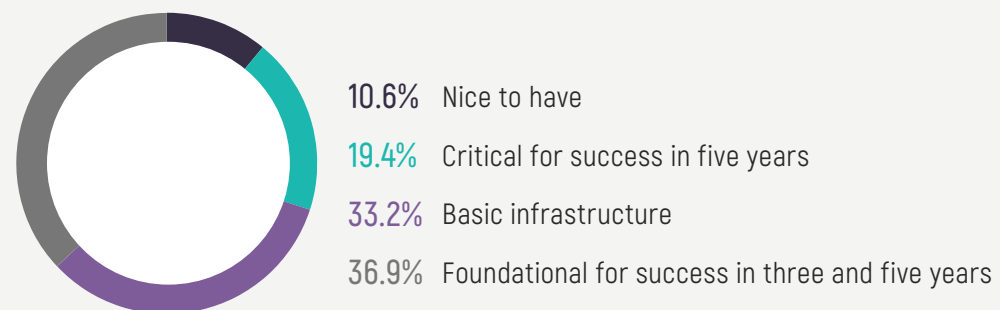 10.6% Nice to have
19.4% Critical for success in five years
33.2% Basic infrastructure
36.9% Foundational for success in three and five years